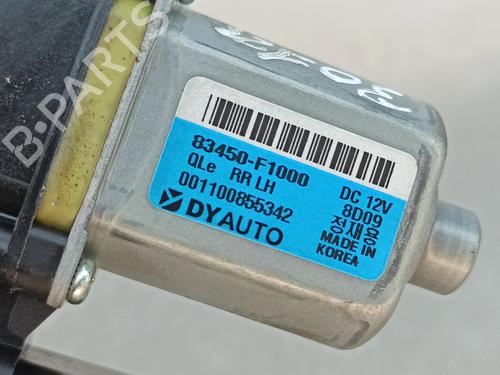 B-PARTS
83450-F1000
QLe RR LH
DC 12V
001100855342
8D09
정재용
DYAUTO
MADE IN
KOREA